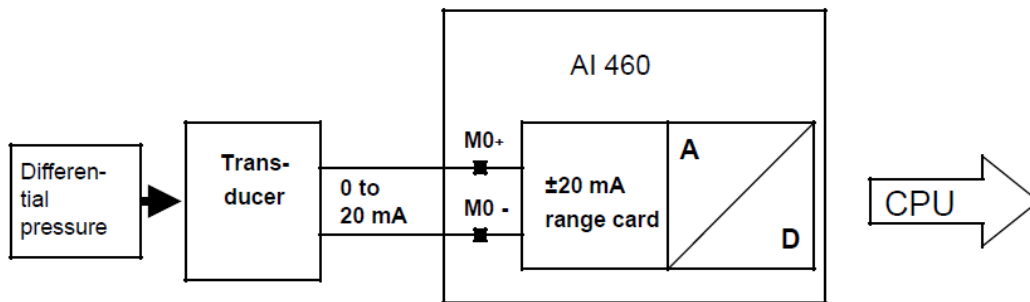 AI 460
Differen-
tial
pressure
Trans-
ducer
0 to
20 mA
M0+
M0 -
±20 mA
range card
A
D
CPU